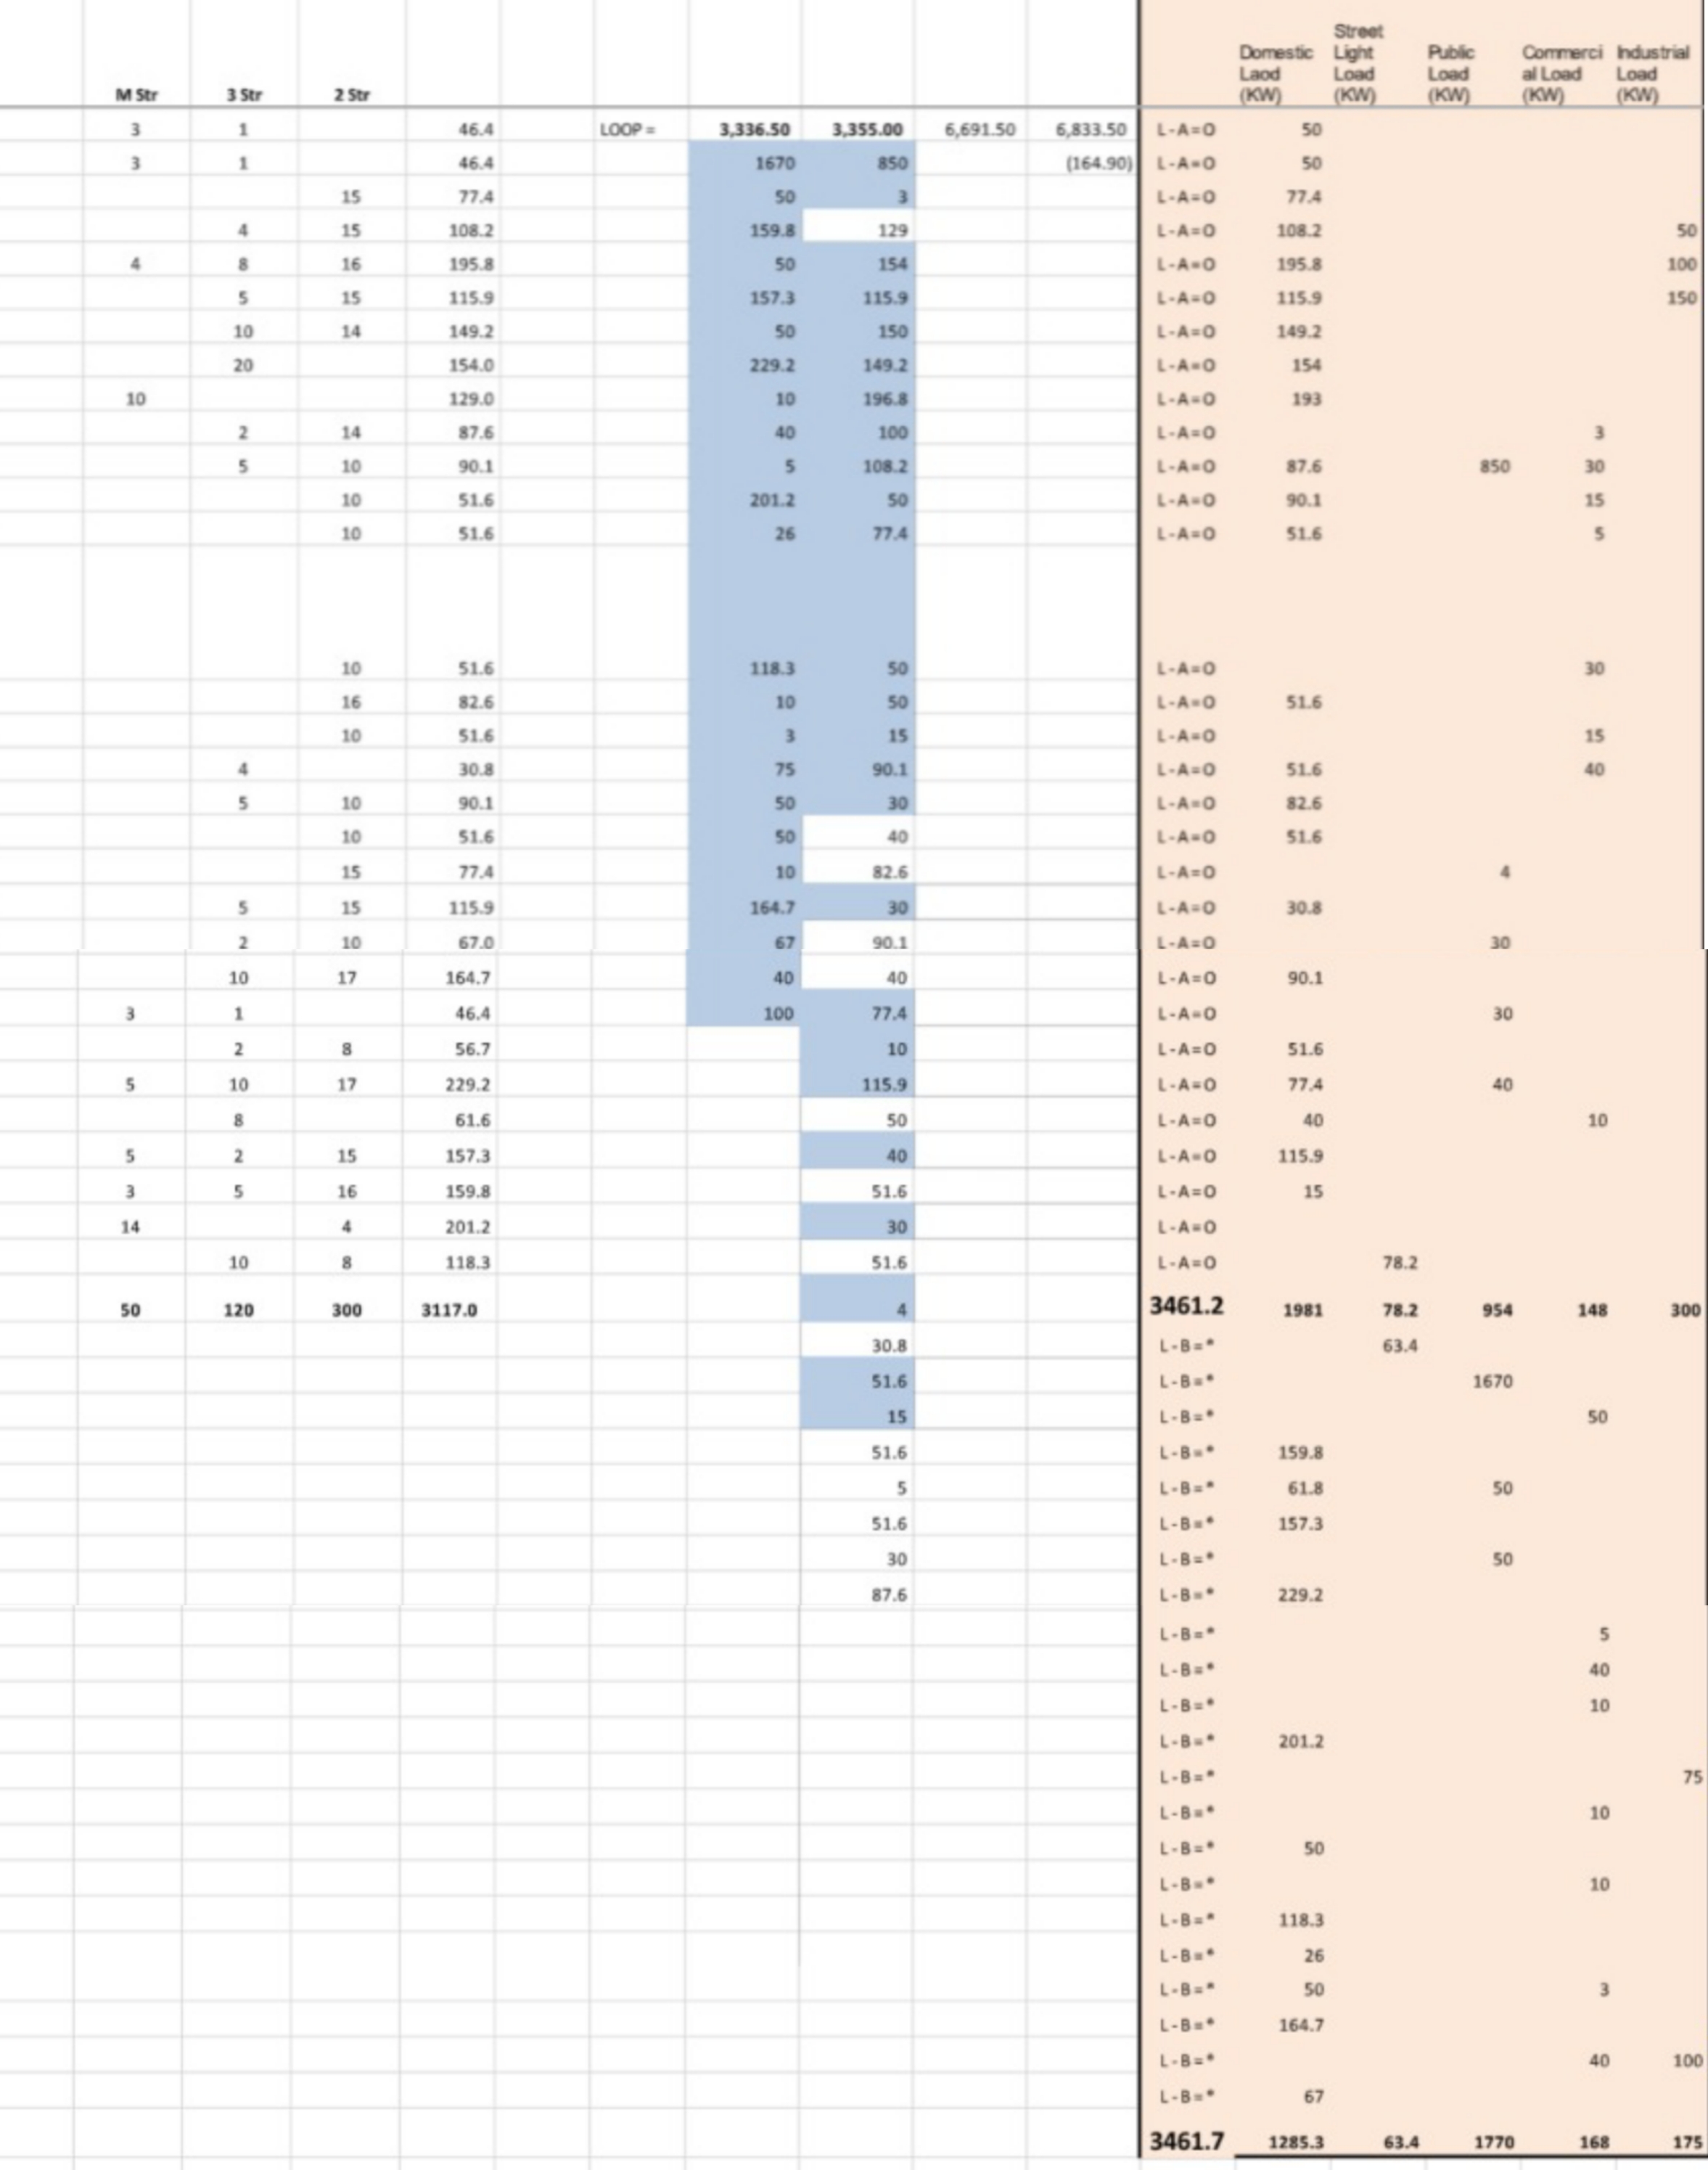 Domestic Laod (KW) Street Light Load (KW) Public Load (KW) Commerci al Load (KW) Industrial Load (KW)
M Str 3 Str 2 Str
3 1 46.4 LOOP = 3,336.50 3,355.00 6,691.50 6,833.50 L-A=O 50
3 1 46.4 1670 850 (164.90) L-A=O 50
15 77.4 50 3 L-A=O 77.4
4 15 108.2 159.8 129 L-A=O 108.2 50
4 8 16 195.8 50 154 L-A=O 195.8 100
5 15 115.9 157.3 115.9 L-A=O 115.9 150
10 14 149.2 50 150 L-A=O 149.2
20 154.0 229.2 149.2 L-A=O 154
10 129.0 10 196.8 L-A=O 193
2 14 87.6 40 100 L-A=O 3
5 10 90.1 5 108.2 L-A=O 87.6 850 30
10 51.6 201.2 50 L-A=O 90.1 15
10 51.6 26 77.4 L-A=O 51.6 5
10 51.6 118.3 50 L-A=O 30
16 82.6 10 50 L-A=O 51.6
10 51.6 3 15 L-A=O 15
4 30.8 75 90.1 L-A=O 51.6 40
5 10 90.1 50 30 L-A=O 82.6
10 51.6 50 40 L-A=O 51.6
15 77.4 10 82.6 L-A=O 4
5 15 115.9 164.7 30 L-A=O 30.8
2 10 67.0 67 90.1 L-A=O 30
10 17 164.7 40 40 L-A=O 90.1
3 1 46.4 100 77.4 L-A=O 30
2 8 56.7 10 L-A=O 51.6
5 10 17 229.2 115.9 L-A=O 77.4 40
8 61.6 50 L-A=O 40 10
5 2 15 157.3 40 L-A=O 115.9
3 5 16 159.8 51.6 L-A=O 15
14 4 201.2 30 L-A=O
10 8 118.3 51.6 L-A=O 78.2
50 120 300 3117.0 4 3461.2 1981 78.2 954 148 300
30.8 L-B=* 63.4
51.6 L-B=* 1670
15 L-B=* 50
51.6 L-B=* 159.8
5 L-B=* 61.8 50
51.6 L-B=* 157.3
30 L-B=* 50
87.6 L-B=* 229.2
L-B=* 5
L-B=* 40
L-B=* 10
L-B=* 201.2
L-B=* 75
L-B=* 10
L-B=* 50
L-B=* 10
L-B=* 118.3
L-B=* 26
L-B=* 50 3
L-B=* 164.7
L-B=* 40 100
L-B=* 67
3461.7 1285.3 63.4 1770 168 175